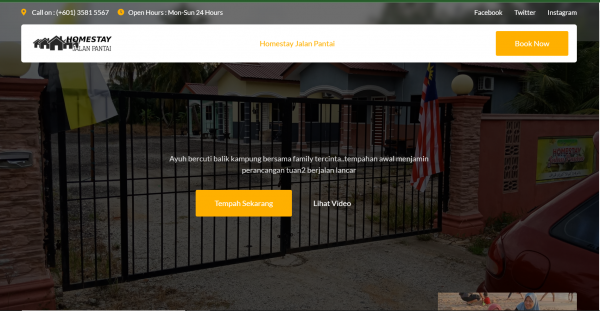 Call on : (+601) 3581 5567
Open Hours : Mon-Sun 24 Hours
Facebook
Twitter
Instagram
HOMESTAY
JALAN PANTAI
Homestay Jalan Pantai
Book Now
Ayuh bercuti balik kampung bersama family tercinta..tempahan awal menjamin
perancangan tuan2 berjalan lancar
Tempah Sekarang
Lihat Video